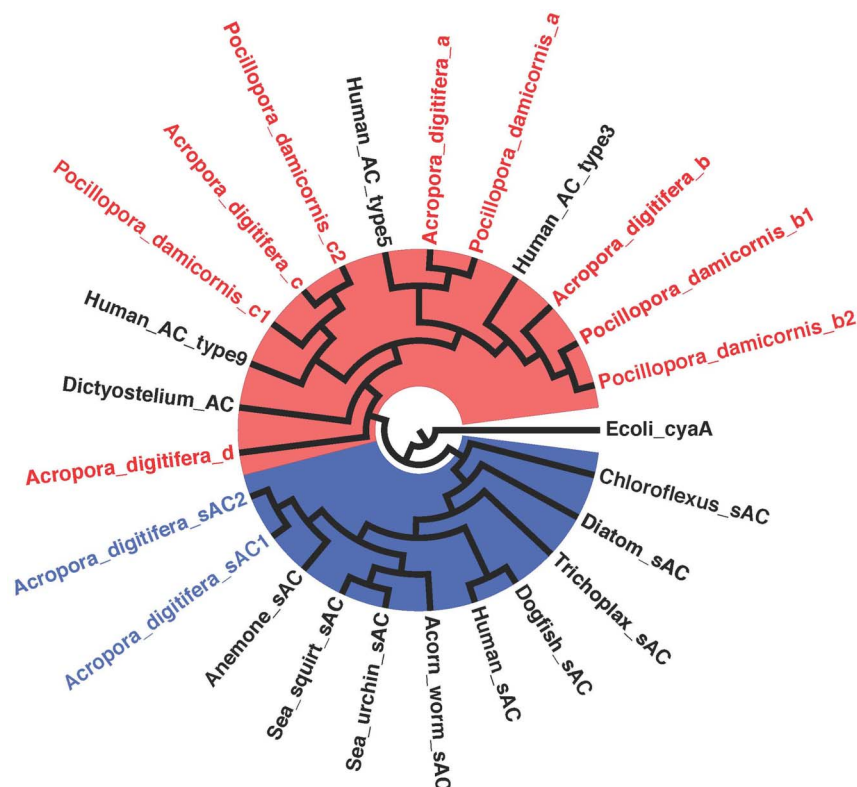 Pocillopora_damicornis_a
Acropora_digitifera_a
Pocillopora_damicornis_c2
Human_AC_type5
Human_AC_type3
Acropora_digitifera_c
Acropora_digitifera_b
Pocillopora_damicornis_c1
Pocillopora_damicornis_b1
Human_AC_type9
Pocillopora_damicornis_b2
Dictyostelium_AC
Ecoli_cyaA
Acropora_digitifera_d
Chloroflexus_sAC
Acropora_digitifera_sAC2
Diatom_sAC
Acropora_digitifera_sAC1
Trichoplax_sAC
Anemone_sAC
Dogfish_sAC
Sea_squirt_sAC
Human_sAC
Sea_urchin_sAC
Acorn_worm_sAC